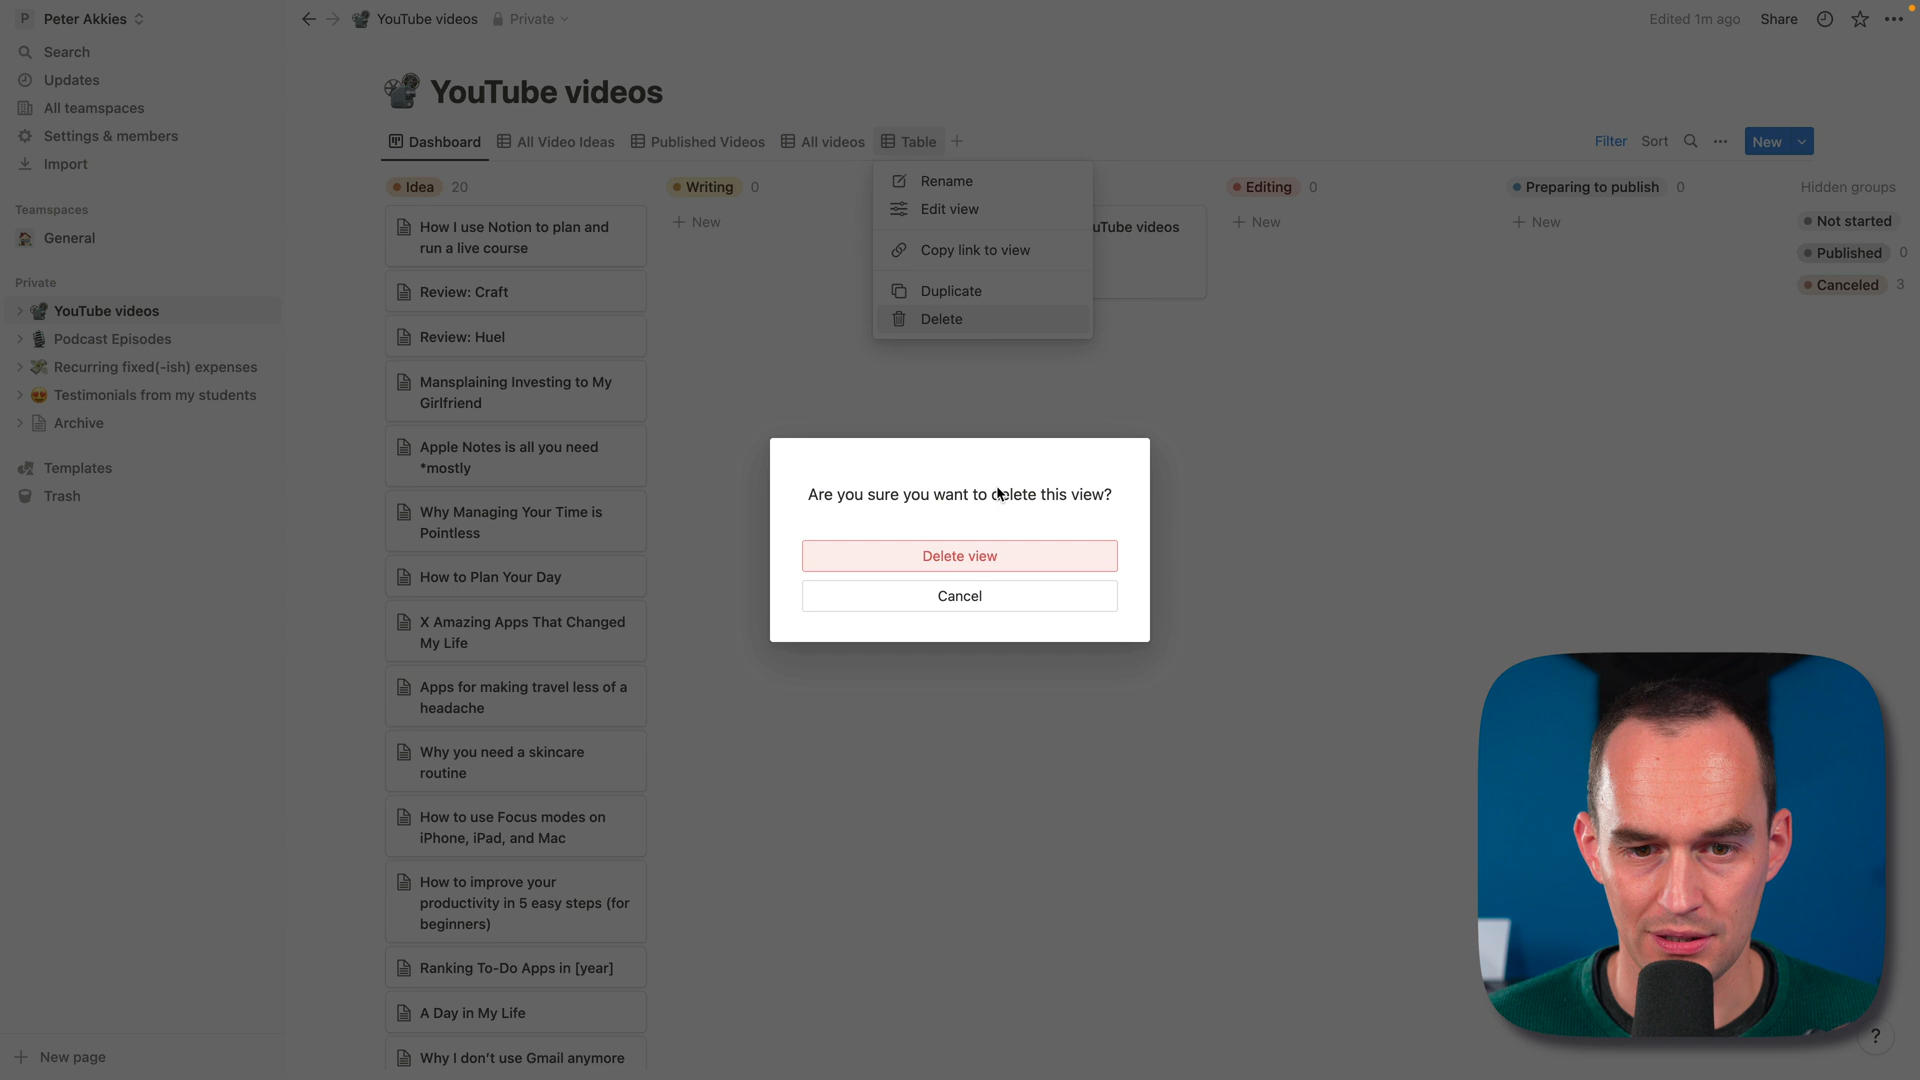 P Peter Akkies
Search
Updates
All teamspaces
Settings & members
Import
Teamspaces
General
Private
YouTube videos
Podcast Episodes
Recurring fixed(-ish) expenses
Testimonials from my students
Archive
Templates
Trash
New page
YouTube videos
Private
Edited 1m ago
Share
YouTube videos
Dashboard
All Video Ideas
Published Videos
All videos
Table
Filter
Sort
New
Idea 20
How I use Notion to plan and
run a live course
Review: Craft
Review: Huel
Mansplaining Investing to My
Girlfriend
Apple Notes is all you need
*mostly
Why Managing Your Time is
Pointless
How to Plan Your Day
X Amazing Apps That Changed
My Life
Apps for making travel less of a
headache
Why you need a skincare
routine
How to use Focus modes on
iPhone, iPad, and Mac
How to improve your
productivity in 5 easy steps (for
beginners)
Ranking To-Do Apps in [year]
A Day in My Life
Why I don't use Gmail anymore
Writing 0
New
Rename
Edit view
Copy link to view
Duplicate
Delete
uTube videos
Editing 0
New
Preparing to publish 0
New
Hidden groups
Not started
Published 0
Canceled 3
Are you sure you want to delete this view?
Delete view
Cancel
?